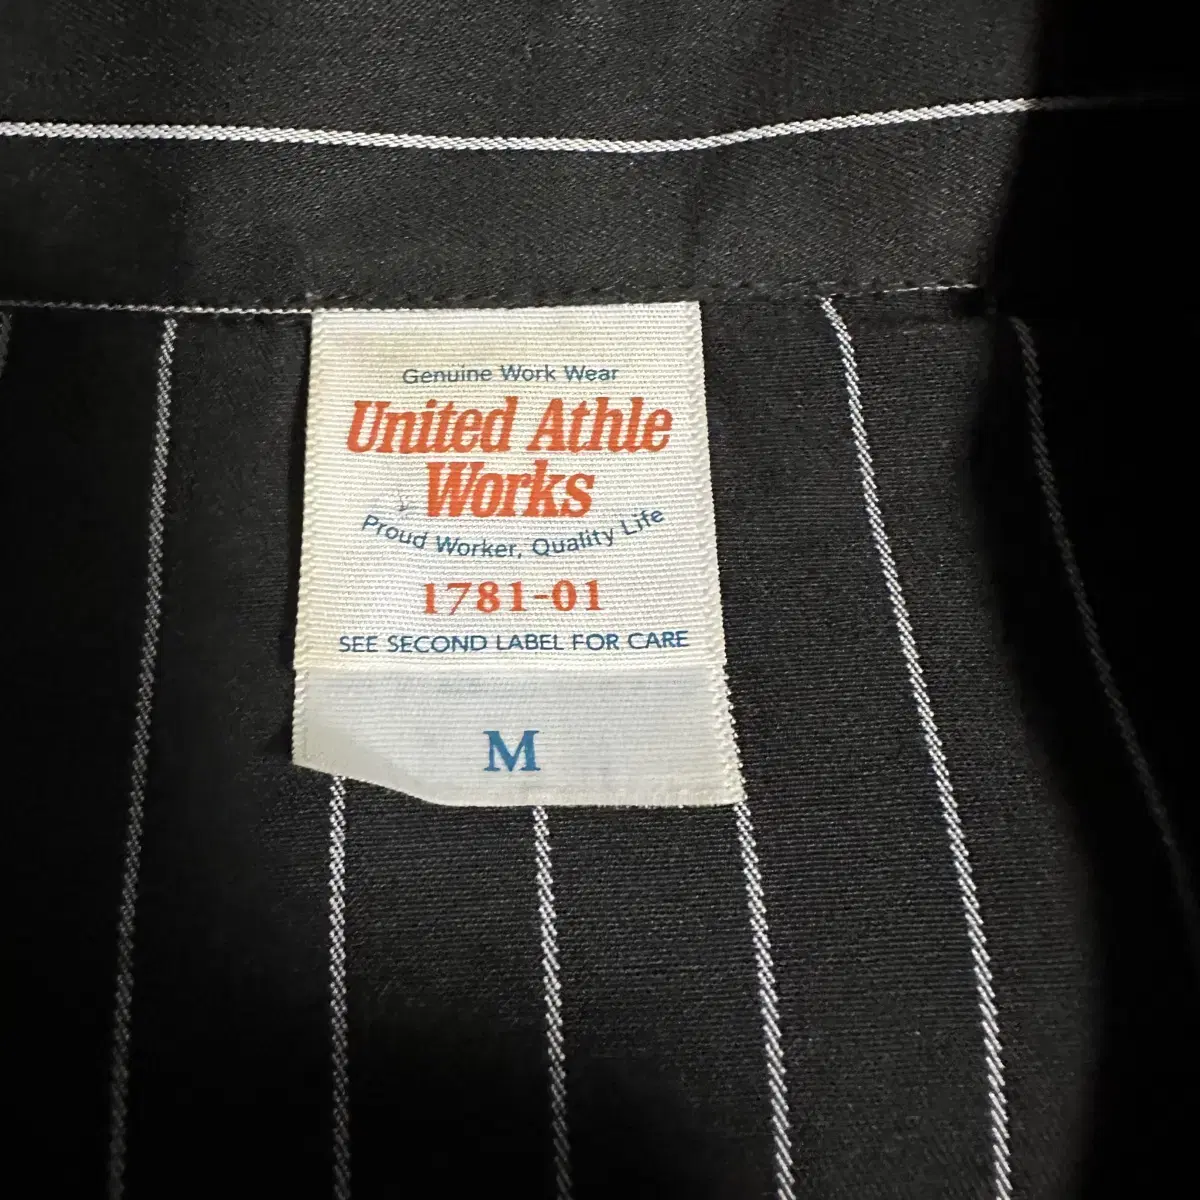 Genuine Work Wear
United Athle
Works
Proud Worker, Quality Life
1781-01
SEE SECOND LABEL FOR CARE
M